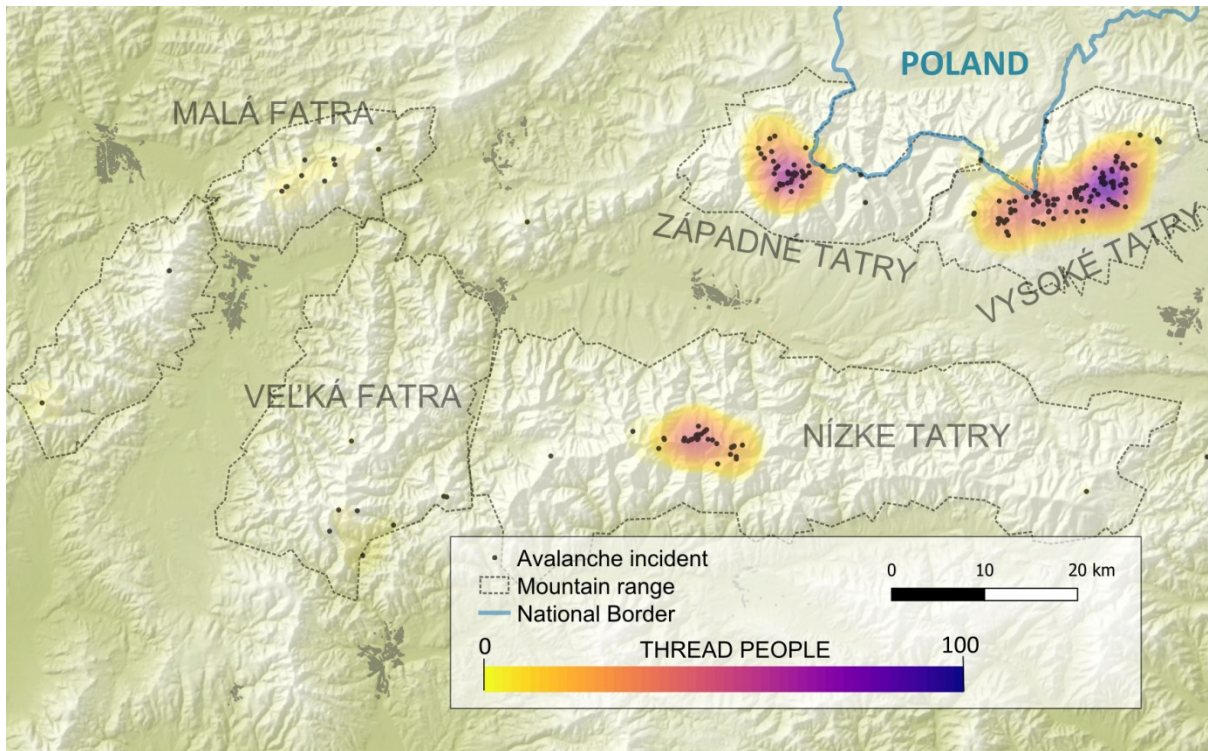 POLAND
MALÁ FATRA
ZÁPADNÉ TATRY
VYSOKÉ TATRY
VEĽKÁ FATRA
NÍZKE TATRY
Avalanche incident
Mountain range
National Border
0 10 20 km
THREAD PEOPLE
0 100